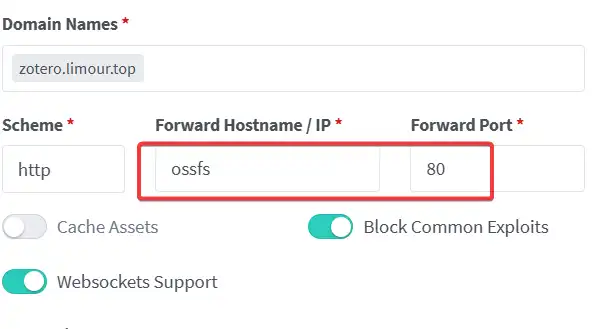 Domain Names *
zotero.limour.top
Scheme * Forward Hostname / IP * Forward Port *
http ossfs 80
Cache Assets Block Common Exploits
Websockets Support